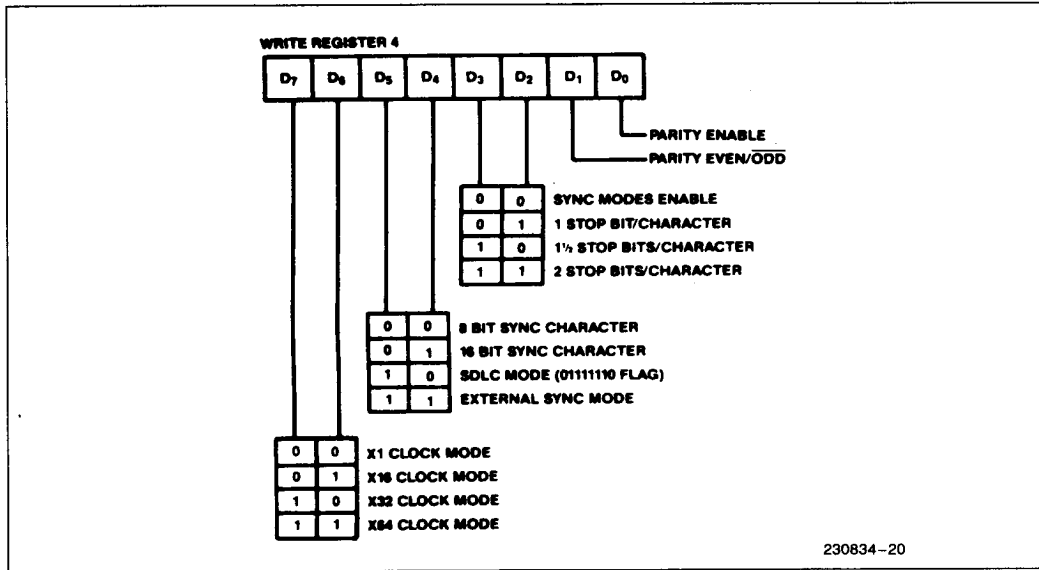 WRITE REGISTER 4
D7 D6 D5 D4 D3 D2 D1 D0
PARITY ENABLE
PARITY EVEN/ODD
0 0 SYNC MODES ENABLE
0 1 1 STOP BIT/CHARACTER
1 0 1½ STOP BITS/CHARACTER
1 1 2 STOP BITS/CHARACTER
0 0 8 BIT SYNC CHARACTER
0 1 16 BIT SYNC CHARACTER
1 0 SDLC MODE (01111110 FLAG)
1 1 EXTERNAL SYNC MODE
0 0 X1 CLOCK MODE
0 1 X16 CLOCK MODE
1 0 X32 CLOCK MODE
1 1 X64 CLOCK MODE
230834-20